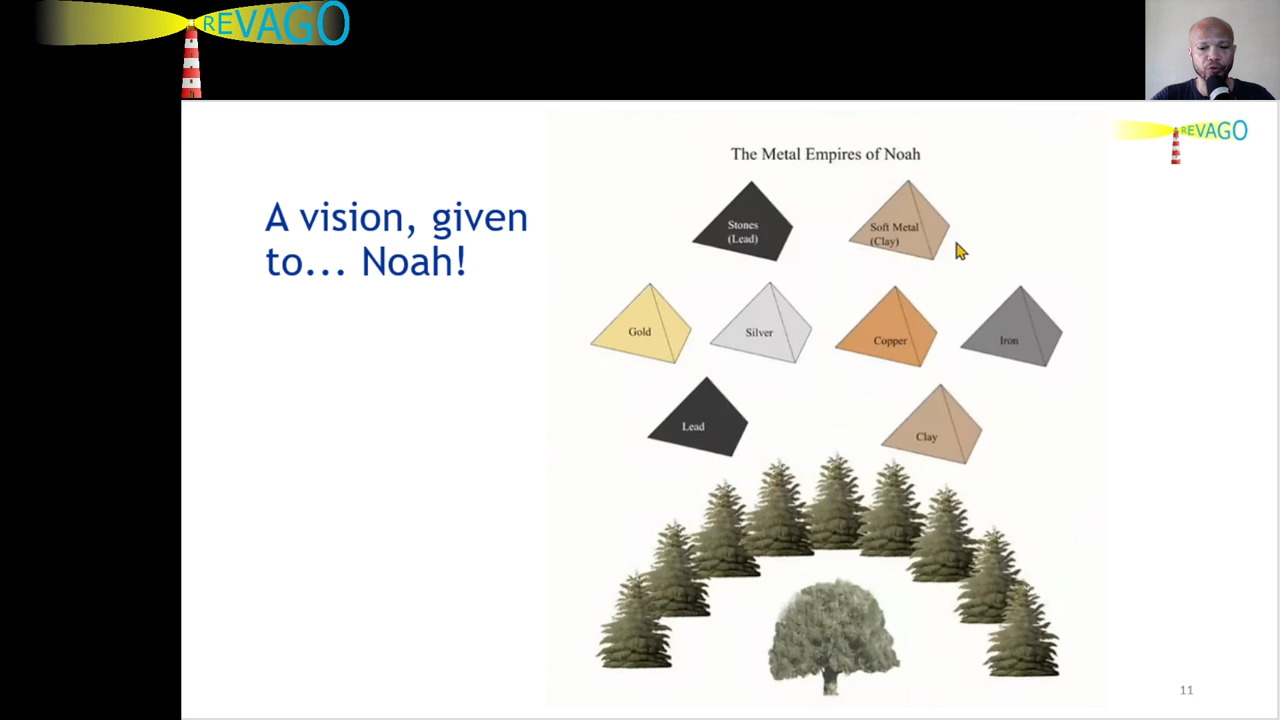 REVAGO
REVAGO
The Metal Empires of Noah
A vision, given
to... Noah!
Stones
(Lead)
Soft Metal
(Clay)
Gold
Silver
Copper
Iron
Lead
Clay
11